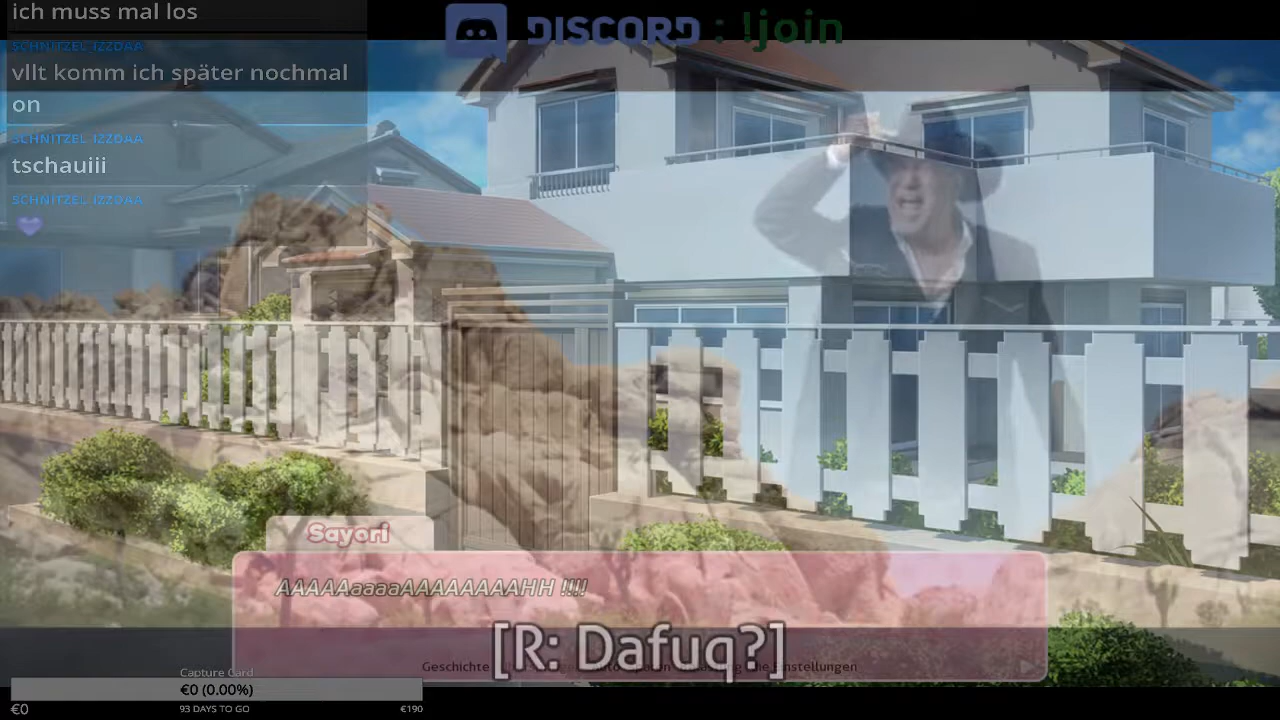 ich muss mal los
DISCORD : !join
SCHNITZEL IZZDAA
vllt komm ich später nochmal
on
SCHNITZEL IZZDAA
tschauiii
SCHNITZEL IZZDAA
Sayori
AAAAAaaaaAAAAAAAAHH !!!!
[R: Dafuq?]
Geschichte
Einstellungen
Capture Card
€0 (0.00%)
€0
93 DAYS TO GO
€190